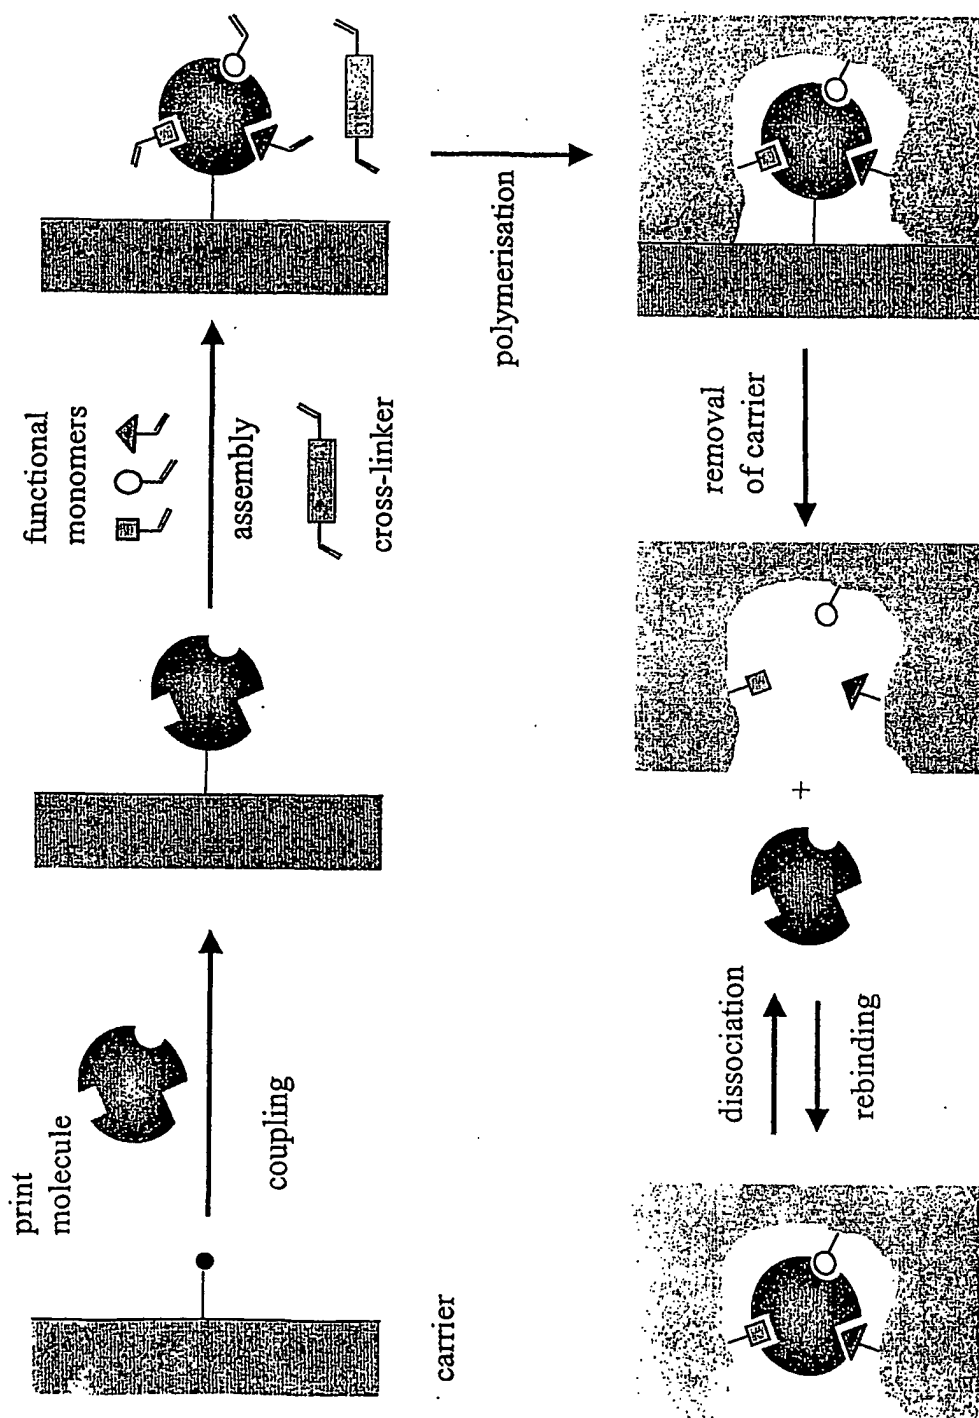 print
molecule
coupling
carrier
functional
monomers
assembly
cross-linker
polymerisation
removal
of carrier
+
dissociation
rebinding